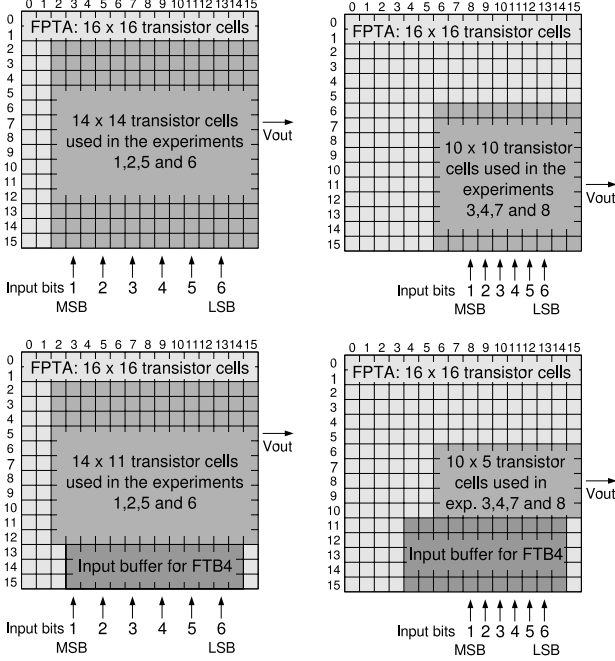 0 1 2 3 4 5 6 7 8 9 10 11 12 13 14 15
0
1
2
3
4
5
6
7
8
9
10
11
12
13
14
15
FPTA: 16 x 16 transistor cells
14 x 14 transistor cells
used in the experiments
1,2,5 and 6
Vout
Input bits 1 2 3 4 5 6
MSB LSB
0 1 2 3 4 5 6 7 8 9 10 11 12 13 14 15
0
1
2
3
4
5
6
7
8
9
10
11
12
13
14
15
FPTA: 16 x 16 transistor cells
10 x 10 transistor
cells used in the
experiments
3,4,7 and 8
Vout
Input bits 1 2 3 4 5 6
MSB LSB
0 1 2 3 4 5 6 7 8 9 10 11 12 13 14 15
0
1
2
3
4
5
6
7
8
9
10
11
12
13
14
15
FPTA: 16 x 16 transistor cells
14 x 11 transistor cells
used in the experiments
1,2,5 and 6
Input buffer for FTB4
Vout
Input bits 1 2 3 4 5 6
MSB LSB
0 1 2 3 4 5 6 7 8 9 10 11 12 13 14 15
0
1
2
3
4
5
6
7
8
9
10
11
12
13
14
15
FPTA: 16 x 16 transistor cells
10 x 5 transistor
cells used in
exp. 3,4,7 and 8
Input buffer for FTB4
Vout
Input bits 1 2 3 4 5 6
MSB LSB